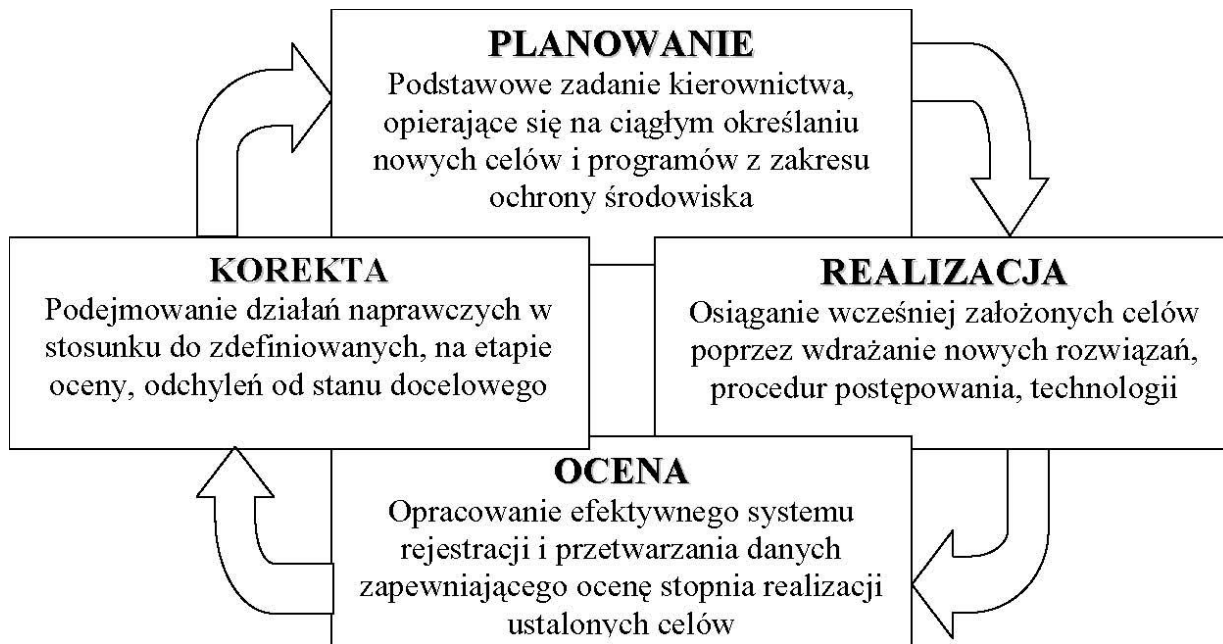 PLANOWANIE
Podstawowe zadanie kierownictwa,
opierające się na ciągłym określaniu
nowych celów i programów z zakresu
ochrony środowiska
KOREKTA
Podejmowanie działań naprawczych w
stosunku do zdefiniowanych, na etapie
oceny, odchyleń od stanu docelowego
REALIZACJA
Osiąganie wcześniej założonych celów
poprzez wdrażanie nowych rozwiązań,
procedur postępowania, technologii
OCENA
Opracowanie efektywnego systemu
rejestracji i przetwarzania danych
zapewniającego ocenę stopnia realizacji
ustalonych celów